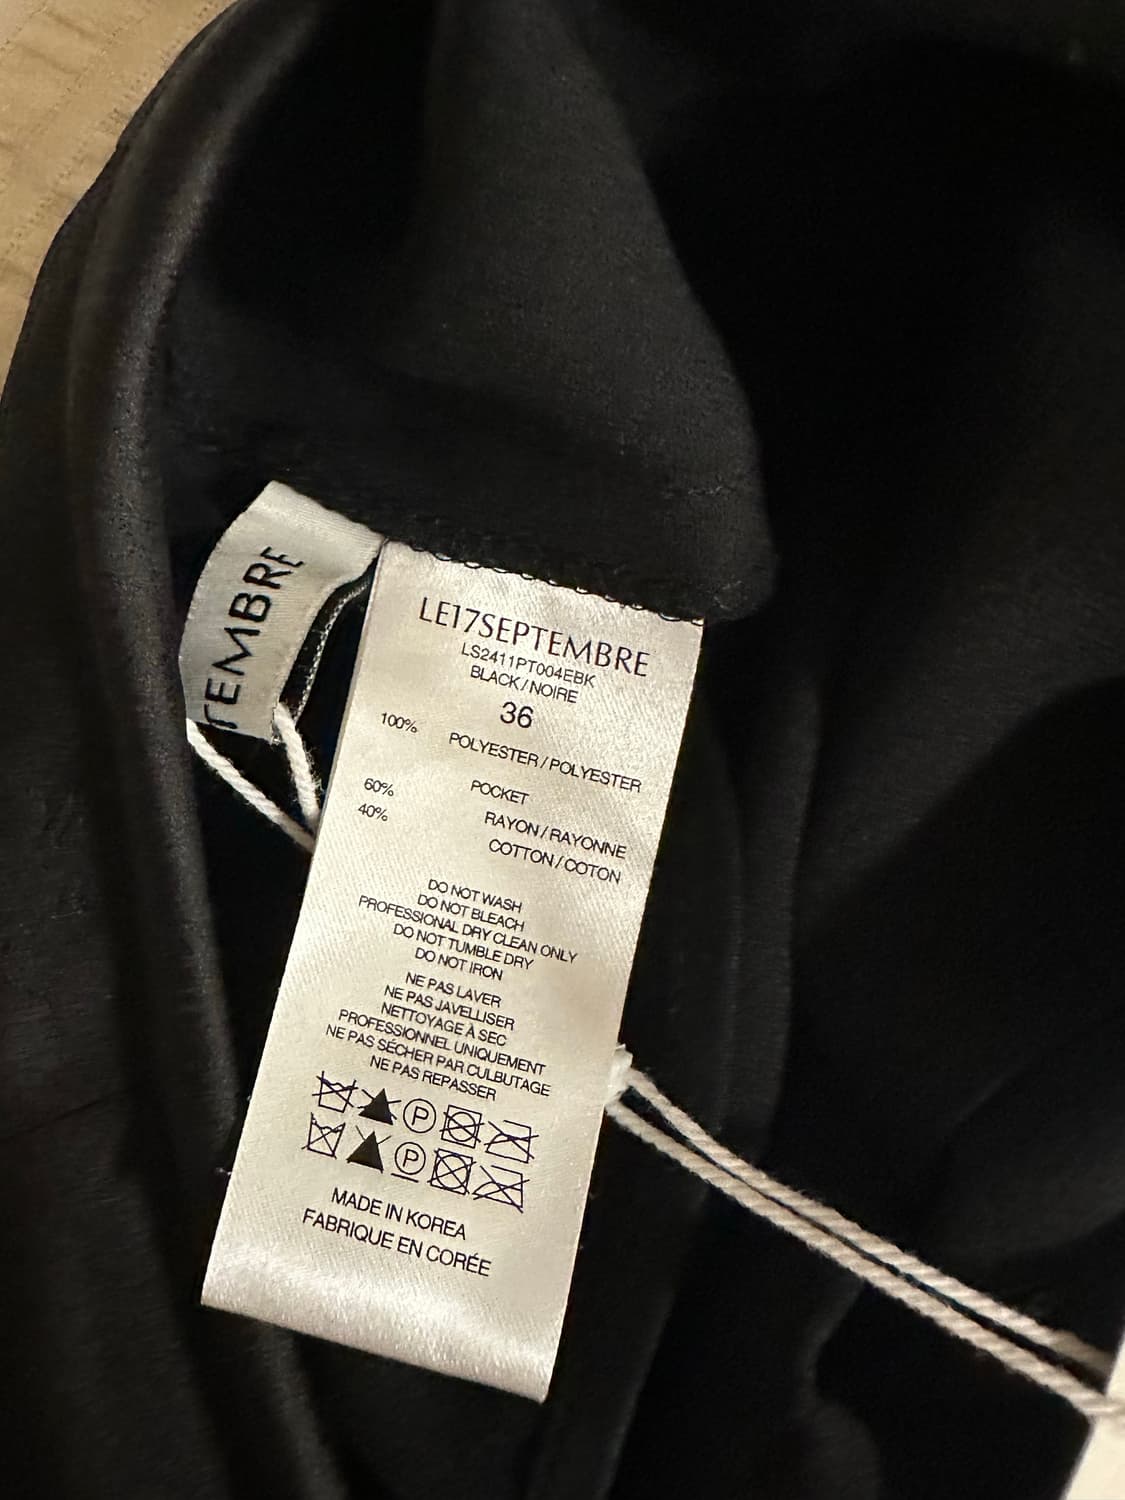 TEMBRE
LE17SEPTEMBRE
LS2411PT004EBK
BLACK/NOIRE
36
100% POLYESTER/POLYESTER
POCKET
60% RAYON/RAYONNE
40% COTTON/COTON
DO NOT WASH
DO NOT BLEACH
PROFESSIONAL DRY CLEAN ONLY
DO NOT TUMBLE DRY
DO NOT IRON
NE PAS LAVER
NE PAS JAVELLISER
NETTOYAGE À SEC
PROFESSIONNEL UNIQUEMENT
NE PAS SÉCHER PAR CULBUTAGE
NE PAS REPASSER
P
P
MADE IN KOREA
FABRIQUE EN CORÉE